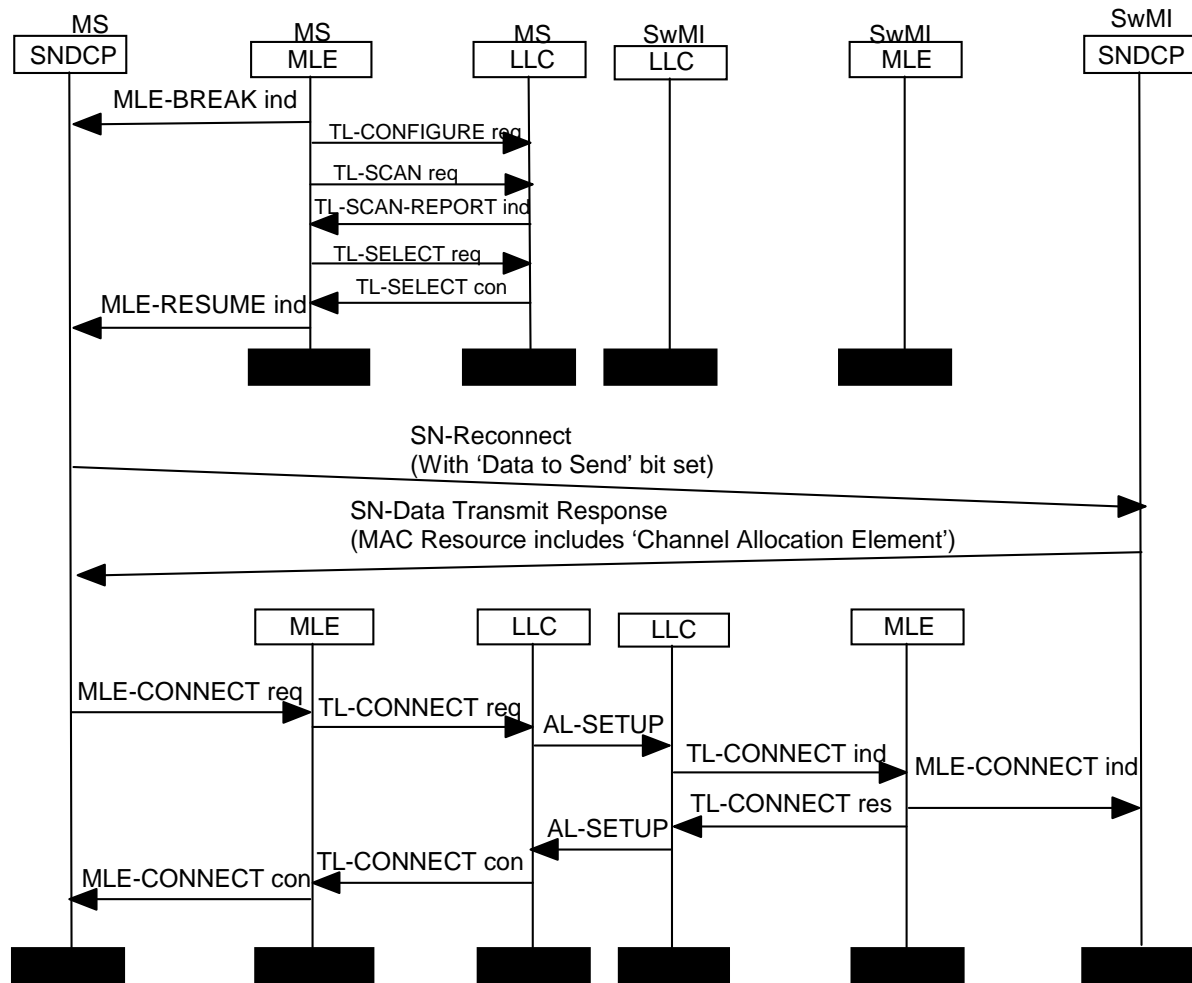 MS
MS
MS
SwMI
SwMI
SwMI
SNDCP
MLE
LLC
LLC
MLE
SNDCP
MLE-BREAK ind
TL-CONFIGURE req
TL-SCAN req
TL-SCAN-REPORT ind
TL-SELECT req
TL-SELECT con
MLE-RESUME ind
SN-Reconnect
(With ‘Data to Send’ bit set)
SN-Data Transmit Response
(MAC Resource includes ‘Channel Allocation Element’)
MLE
LLC
LLC
MLE
MLE-CONNECT req
TL-CONNECT req
AL-SETUP
TL-CONNECT ind
MLE-CONNECT ind
TL-CONNECT res
AL-SETUP
TL-CONNECT con
MLE-CONNECT con